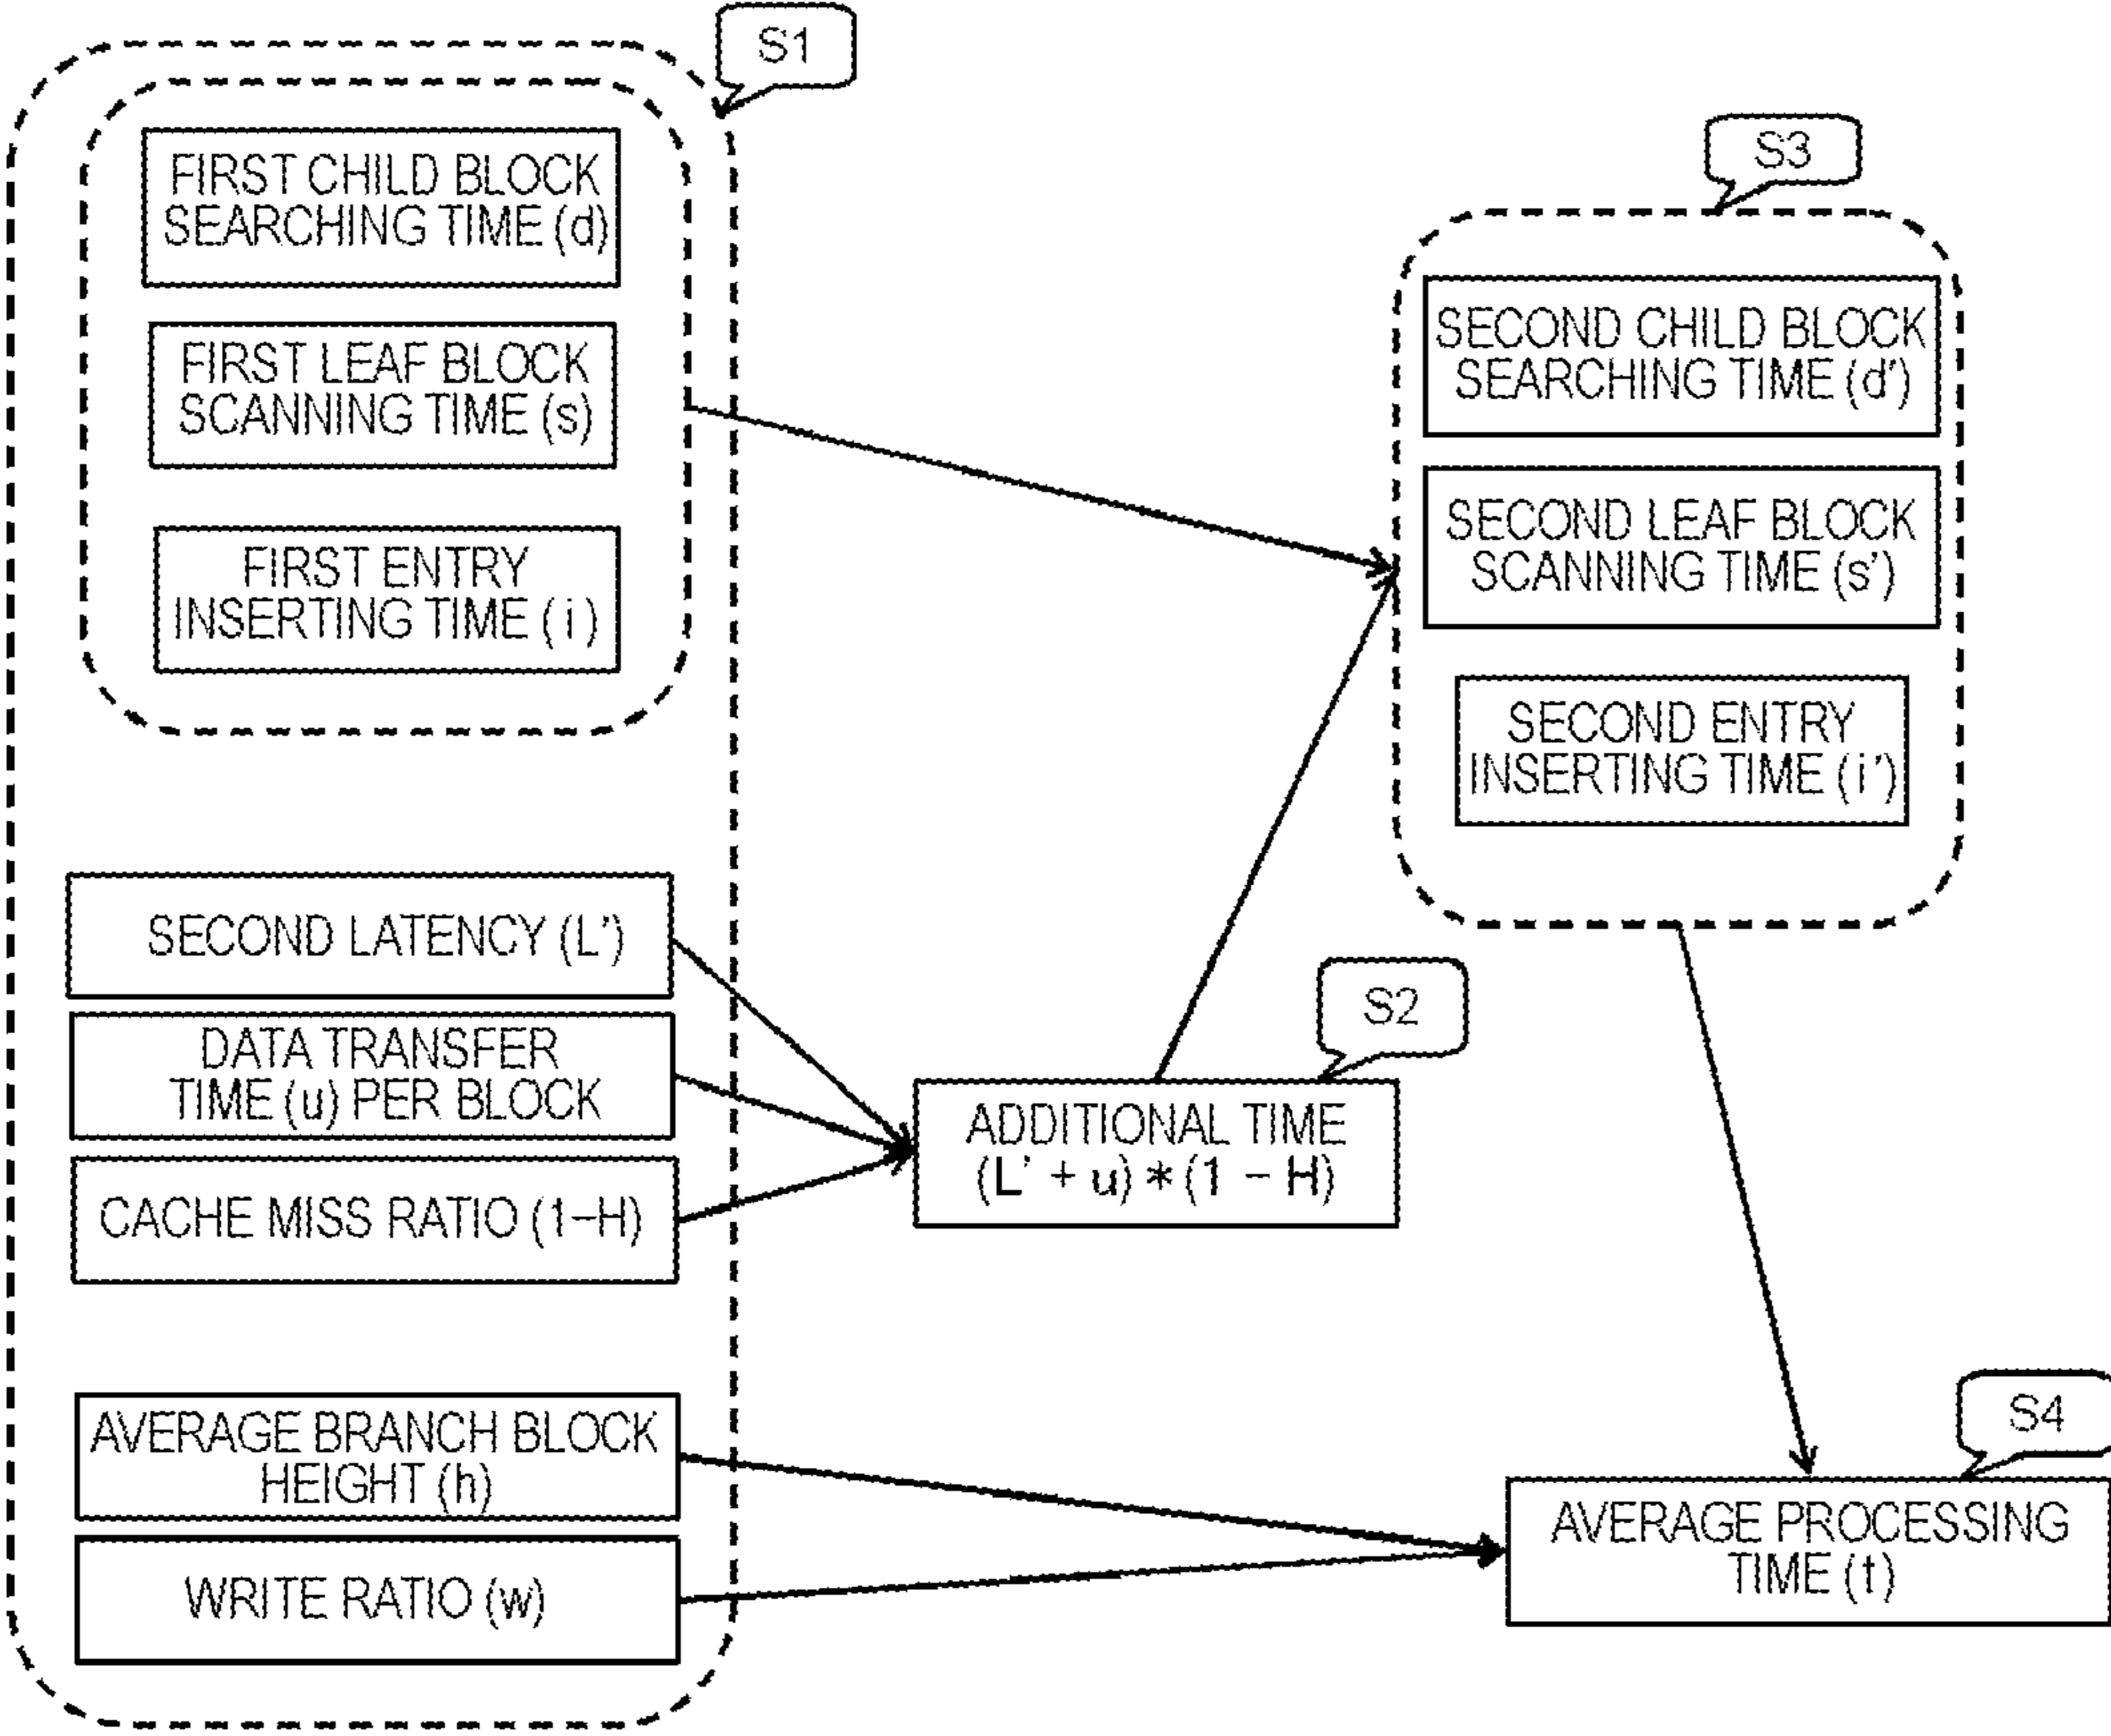 S1
FIRST CHILD BLOCK
SEARCHING TIME (d)
FIRST LEAF BLOCK
SCANNING TIME (s)
FIRST ENTRY
INSERTING TIME (i)
SECOND LATENCY (L')
DATA TRANSFER
TIME (u) PER BLOCK
CACHE MISS RATIO (1–H)
AVERAGE BRANCH BLOCK
HEIGHT (h)
WRITE RATIO (w)
S2
ADDITIONAL TIME
(L' + u) * (1 – H)
S3
SECOND CHILD BLOCK
SEARCHING TIME (d')
SECOND LEAF BLOCK
SCANNING TIME (s')
SECOND ENTRY
INSERTING TIME (i')
S4
AVERAGE PROCESSING
TIME (t)